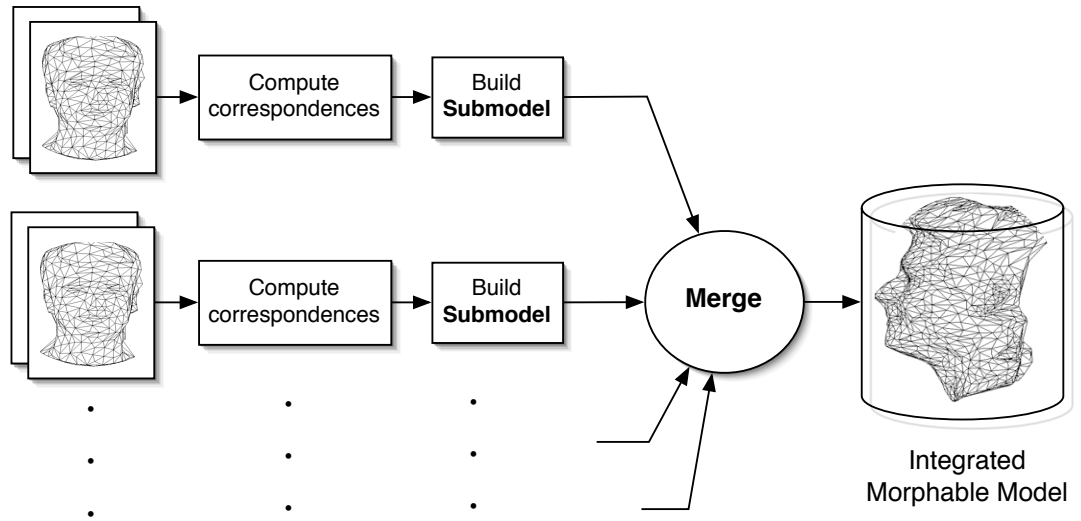 Compute
correspondences
Build
Submodel
Compute
correspondences
Build
Submodel
Merge
Integrated
Morphable Model